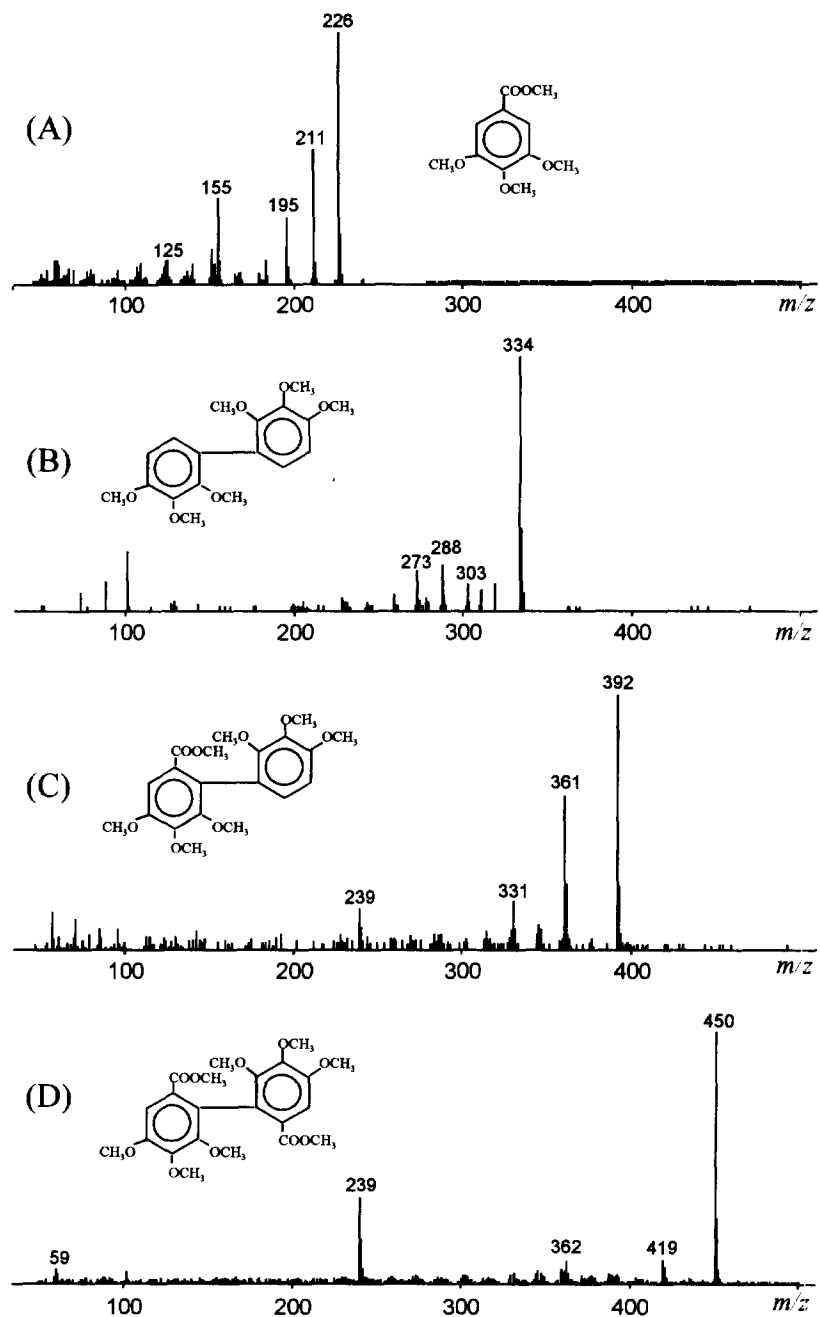 (A)
226
211
195
155
125
COOCH₃
CH₃O OCH₃
OCH₃
100 200 300 400 m/z
(B)
334
303
288
273
OCH₃
CH₃O OCH₃
CH₃O OCH₃
OCH₃
100 200 300 400 m/z
(C)
392
361
331
239
OCH₃
COOCH₃ CH₃O OCH₃
CH₃O OCH₃
OCH₃
100 200 300 400 m/z
(D)
450
419
362
239
59
OCH₃
CH₃O OCH₃
COOCH₃
COOCH₃
CH₃O OCH₃
OCH₃
100 200 300 400 m/z